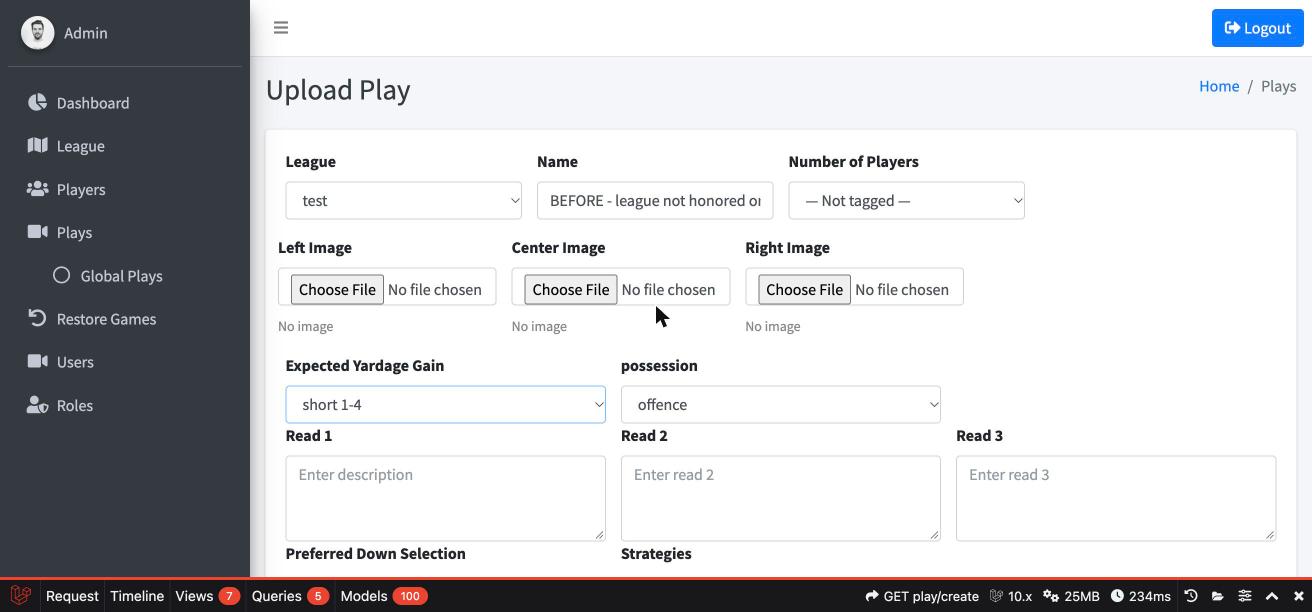 Admin
Logout
Upload Play
Home / Plays
Dashboard
League
Players
Plays
Global Plays
Restore Games
Users
Roles
League
Name
Number of Players
test
BEFORE - league not honored
— Not tagged —
Left Image
Center Image
Right Image
Choose File No file chosen
Choose File No file chosen
Choose File No file chosen
No image
No image
No image
Expected Yardage Gain
possession
short 1-4
offence
Read 1
Read 2
Read 3
Enter description
Enter read 2
Enter read 3
Preferred Down Selection
Strategies
Request Timeline Views 7 Queries 5 Models 100 GET play/create 10.x 25MB 234ms